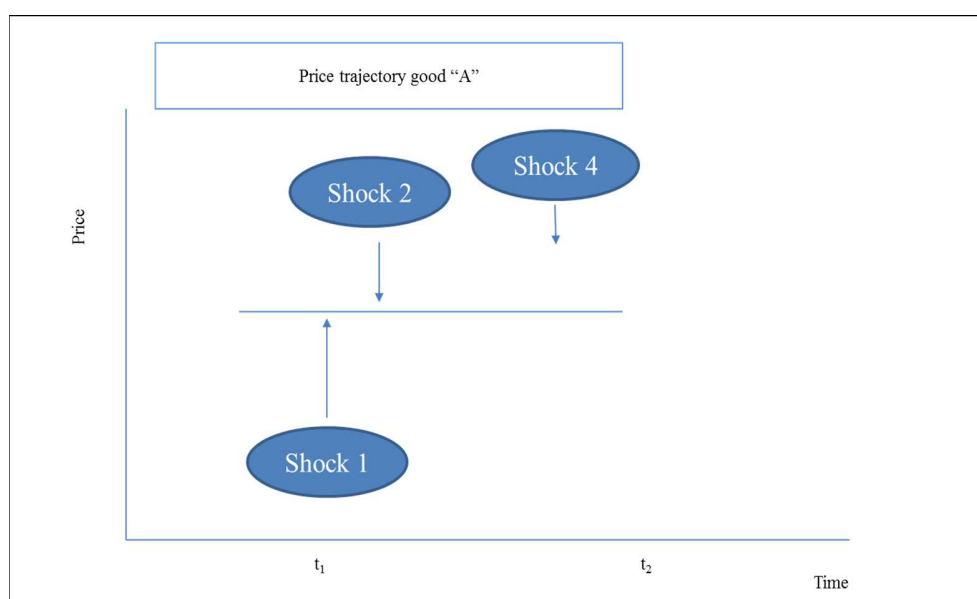 Price trajectory good “A”
Shock 4
Shock 2
Price
Shock 1
t₁
t₂
Time